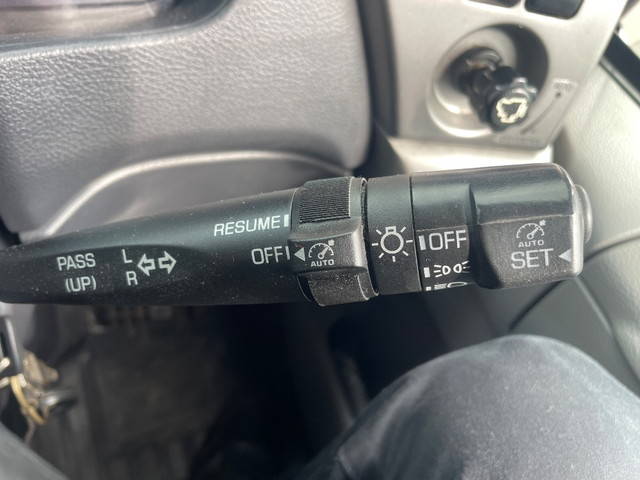 RESUME
OFF
AUTO
PASS
(UP)
L
R
OFF
AUTO
SET